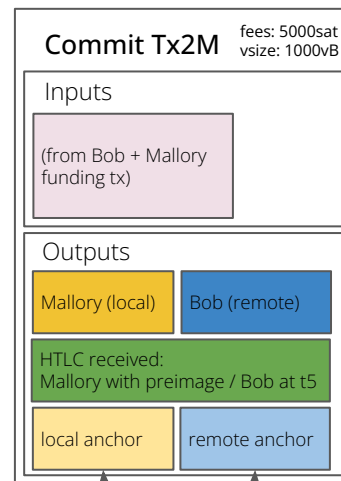 Commit Tx2M
fees: 5000sat
vsize: 1000vB
Inputs
(from Bob + Mallory
funding tx)
Outputs
Mallory (local)
Bob (remote)
HTLC received:
Mallory with preimage / Bob at t5
local anchor
remote anchor